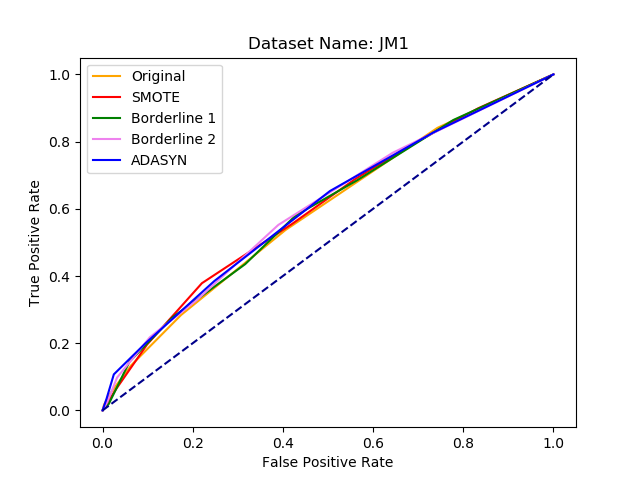 Dataset Name: JM1
Original
SMOTE
Borderline 1
Borderline 2
ADASYN
True Positive Rate
1.0
0.8
0.6
0.4
0.2
0.0
0.0 0.2 0.4 0.6 0.8 1.0
False Positive Rate